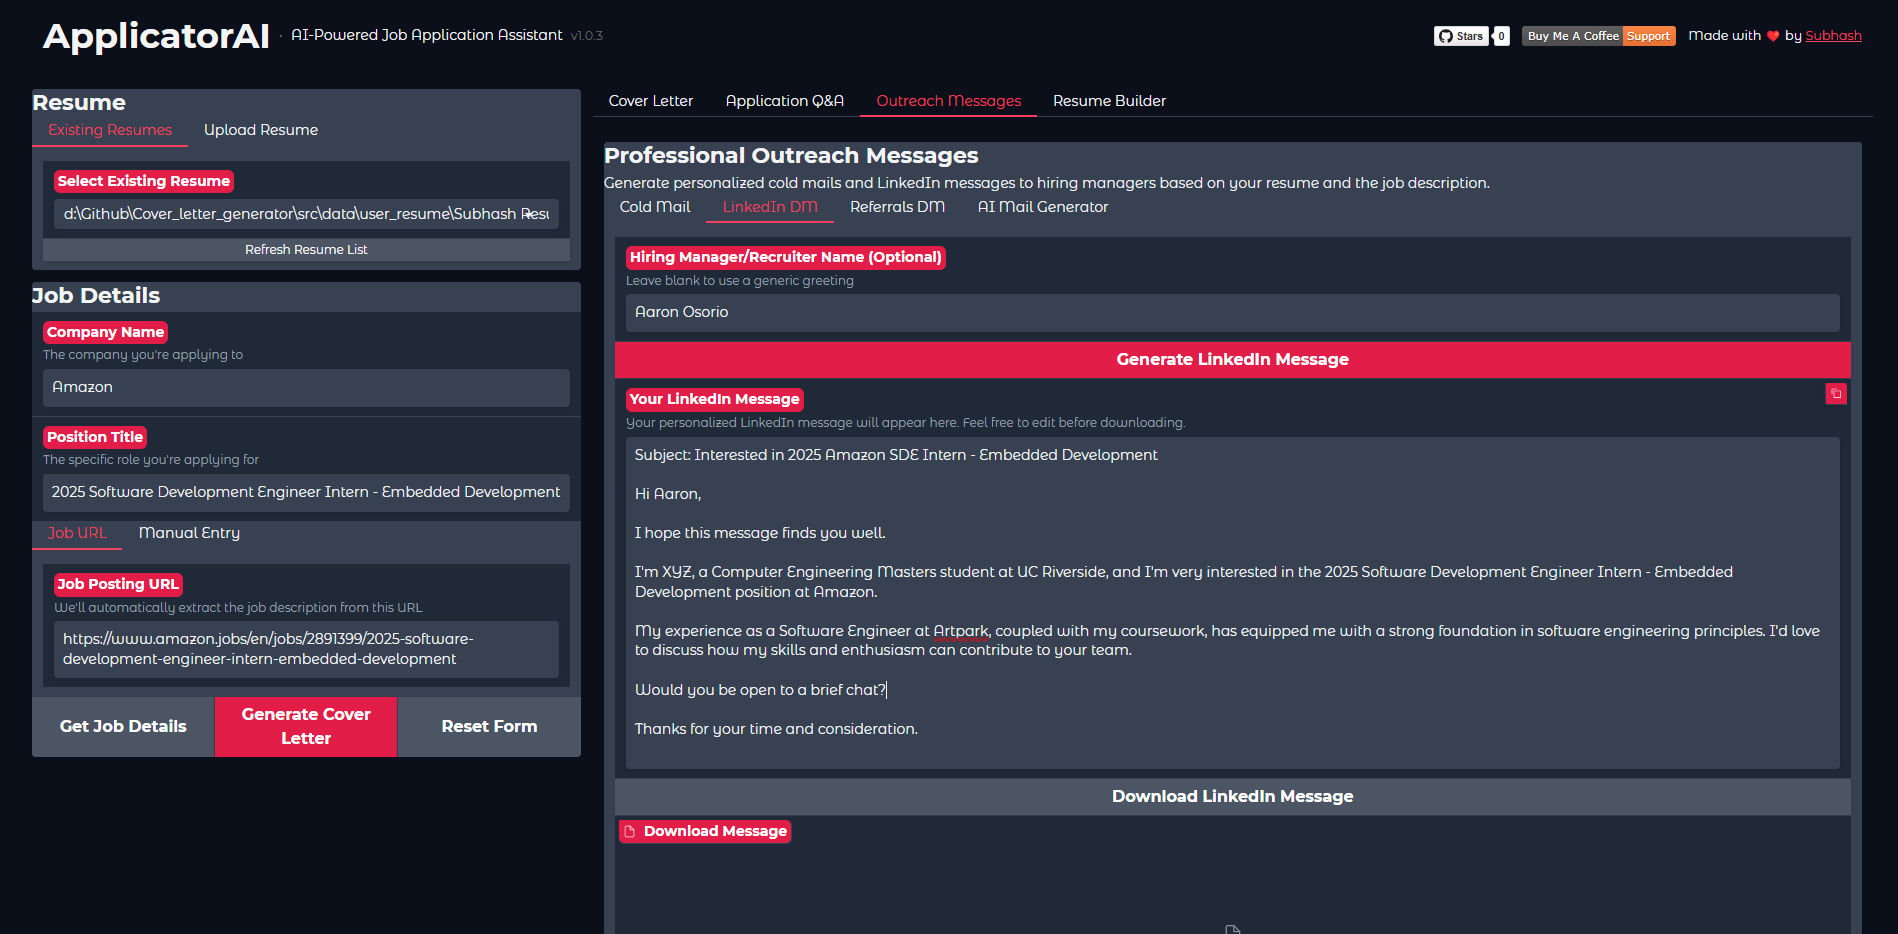 ApplicatorAI · AI-Powered Job Application Assistant v1.0.3
Stars 0 Buy Me A Coffee Support Made with ❤ by Subhash
Resume
Existing Resumes Upload Resume
Select Existing Resume
d:\Github\Cover_letter_generator\src\data\user_resume\Subhash Resu
Refresh Resume List
Job Details
Company Name
The company you're applying to
Amazon
Position Title
The specific role you're applying for
2025 Software Development Engineer Intern - Embedded Development
Job URL Manual Entry
Job Posting URL
We'll automatically extract the job description from this URL
https://www.amazon.jobs/en/jobs/2891399/2025-software-
development-engineer-intern-embedded-development
Get Job Details
Generate Cover
Letter
Reset Form
Cover Letter Application Q&A Outreach Messages Resume Builder
Professional Outreach Messages
Generate personalized cold mails and LinkedIn messages to hiring managers based on your resume and the job description.
Cold Mail LinkedIn DM Referrals DM AI Mail Generator
Hiring Manager/Recruiter Name (Optional)
Leave blank to use a generic greeting
Aaron Osorio
Generate LinkedIn Message
Your LinkedIn Message
Your personalized LinkedIn message will appear here. Feel free to edit before downloading.
Subject: Interested in 2025 Amazon SDE Intern - Embedded Development
Hi Aaron,
I hope this message finds you well.
I'm XYZ, a Computer Engineering Masters student at UC Riverside, and I'm very interested in the 2025 Software Development Engineer Intern - Embedded
Development position at Amazon.
My experience as a Software Engineer at Artpark, coupled with my coursework, has equipped me with a strong foundation in software engineering principles. I'd love
to discuss how my skills and enthusiasm can contribute to your team.
Would you be open to a brief chat?
Thanks for your time and consideration.
Download LinkedIn Message
Download Message